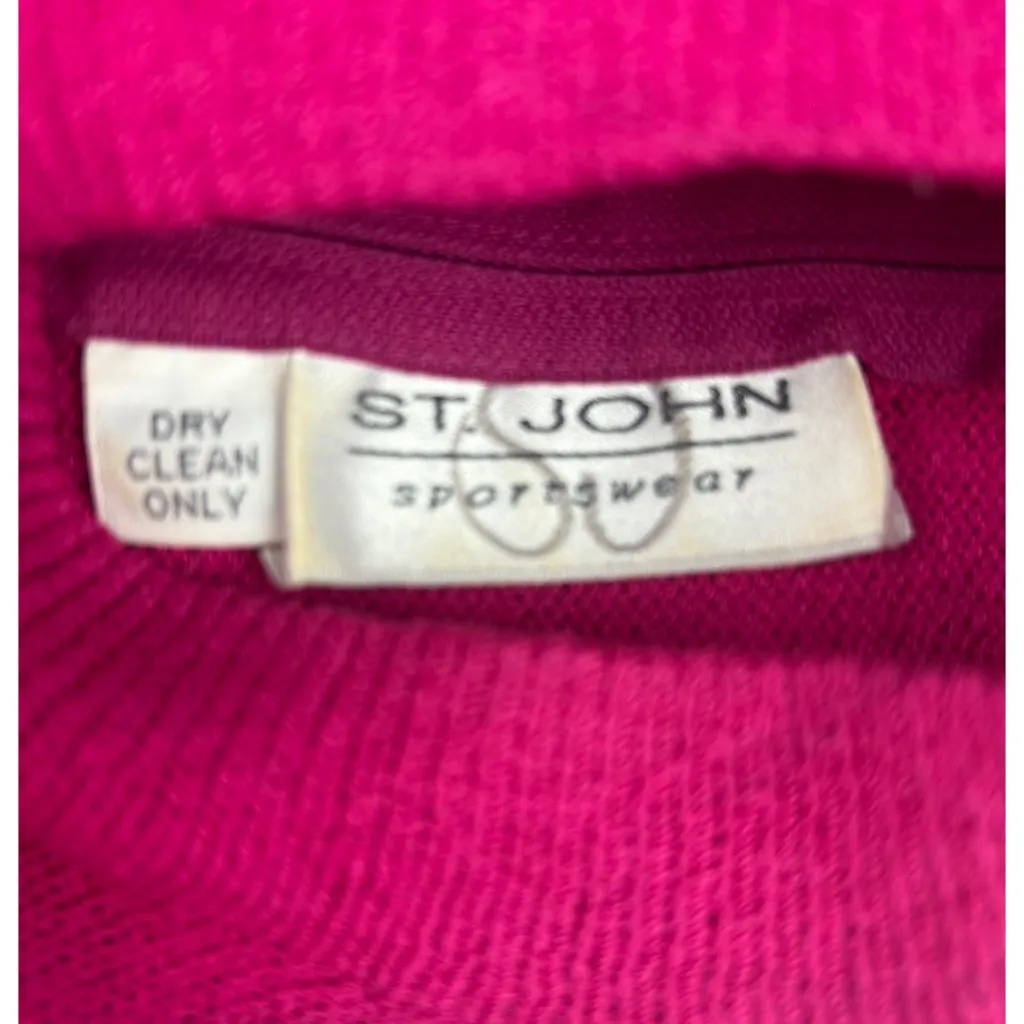 DRY
CLEAN
ONLY
ST. JOHN
sportswear